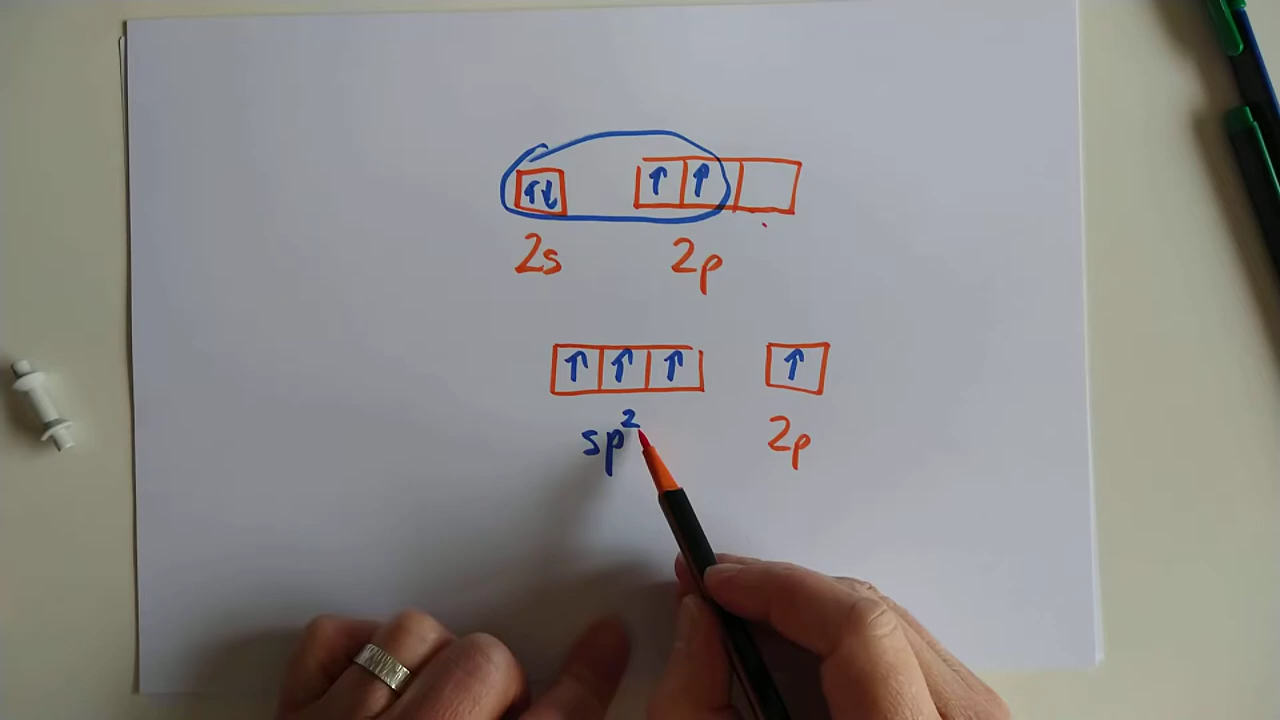 ↑↓ ↑ ↑
2s 2p
↑ ↑ ↑ ↑
sp² 2p